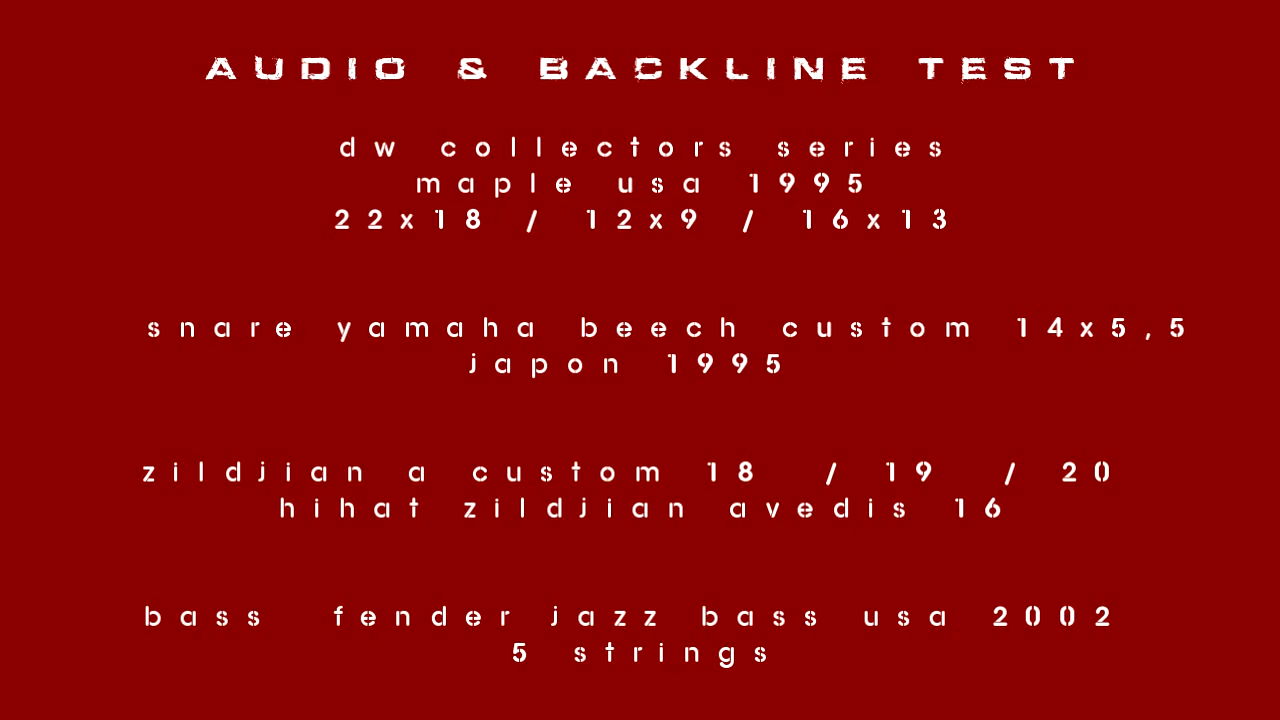 AUDIO & BACKLINE TEST
dw collectors series
maple usa 1995
22x18 / 12x9 / 16x13
snare yamaha beech custom 14x5,5
japon 1995
zildjian a custom 18 / 19 / 20
hihat zildjian avedis 16
bass fender jazz bass usa 2002
5 strings